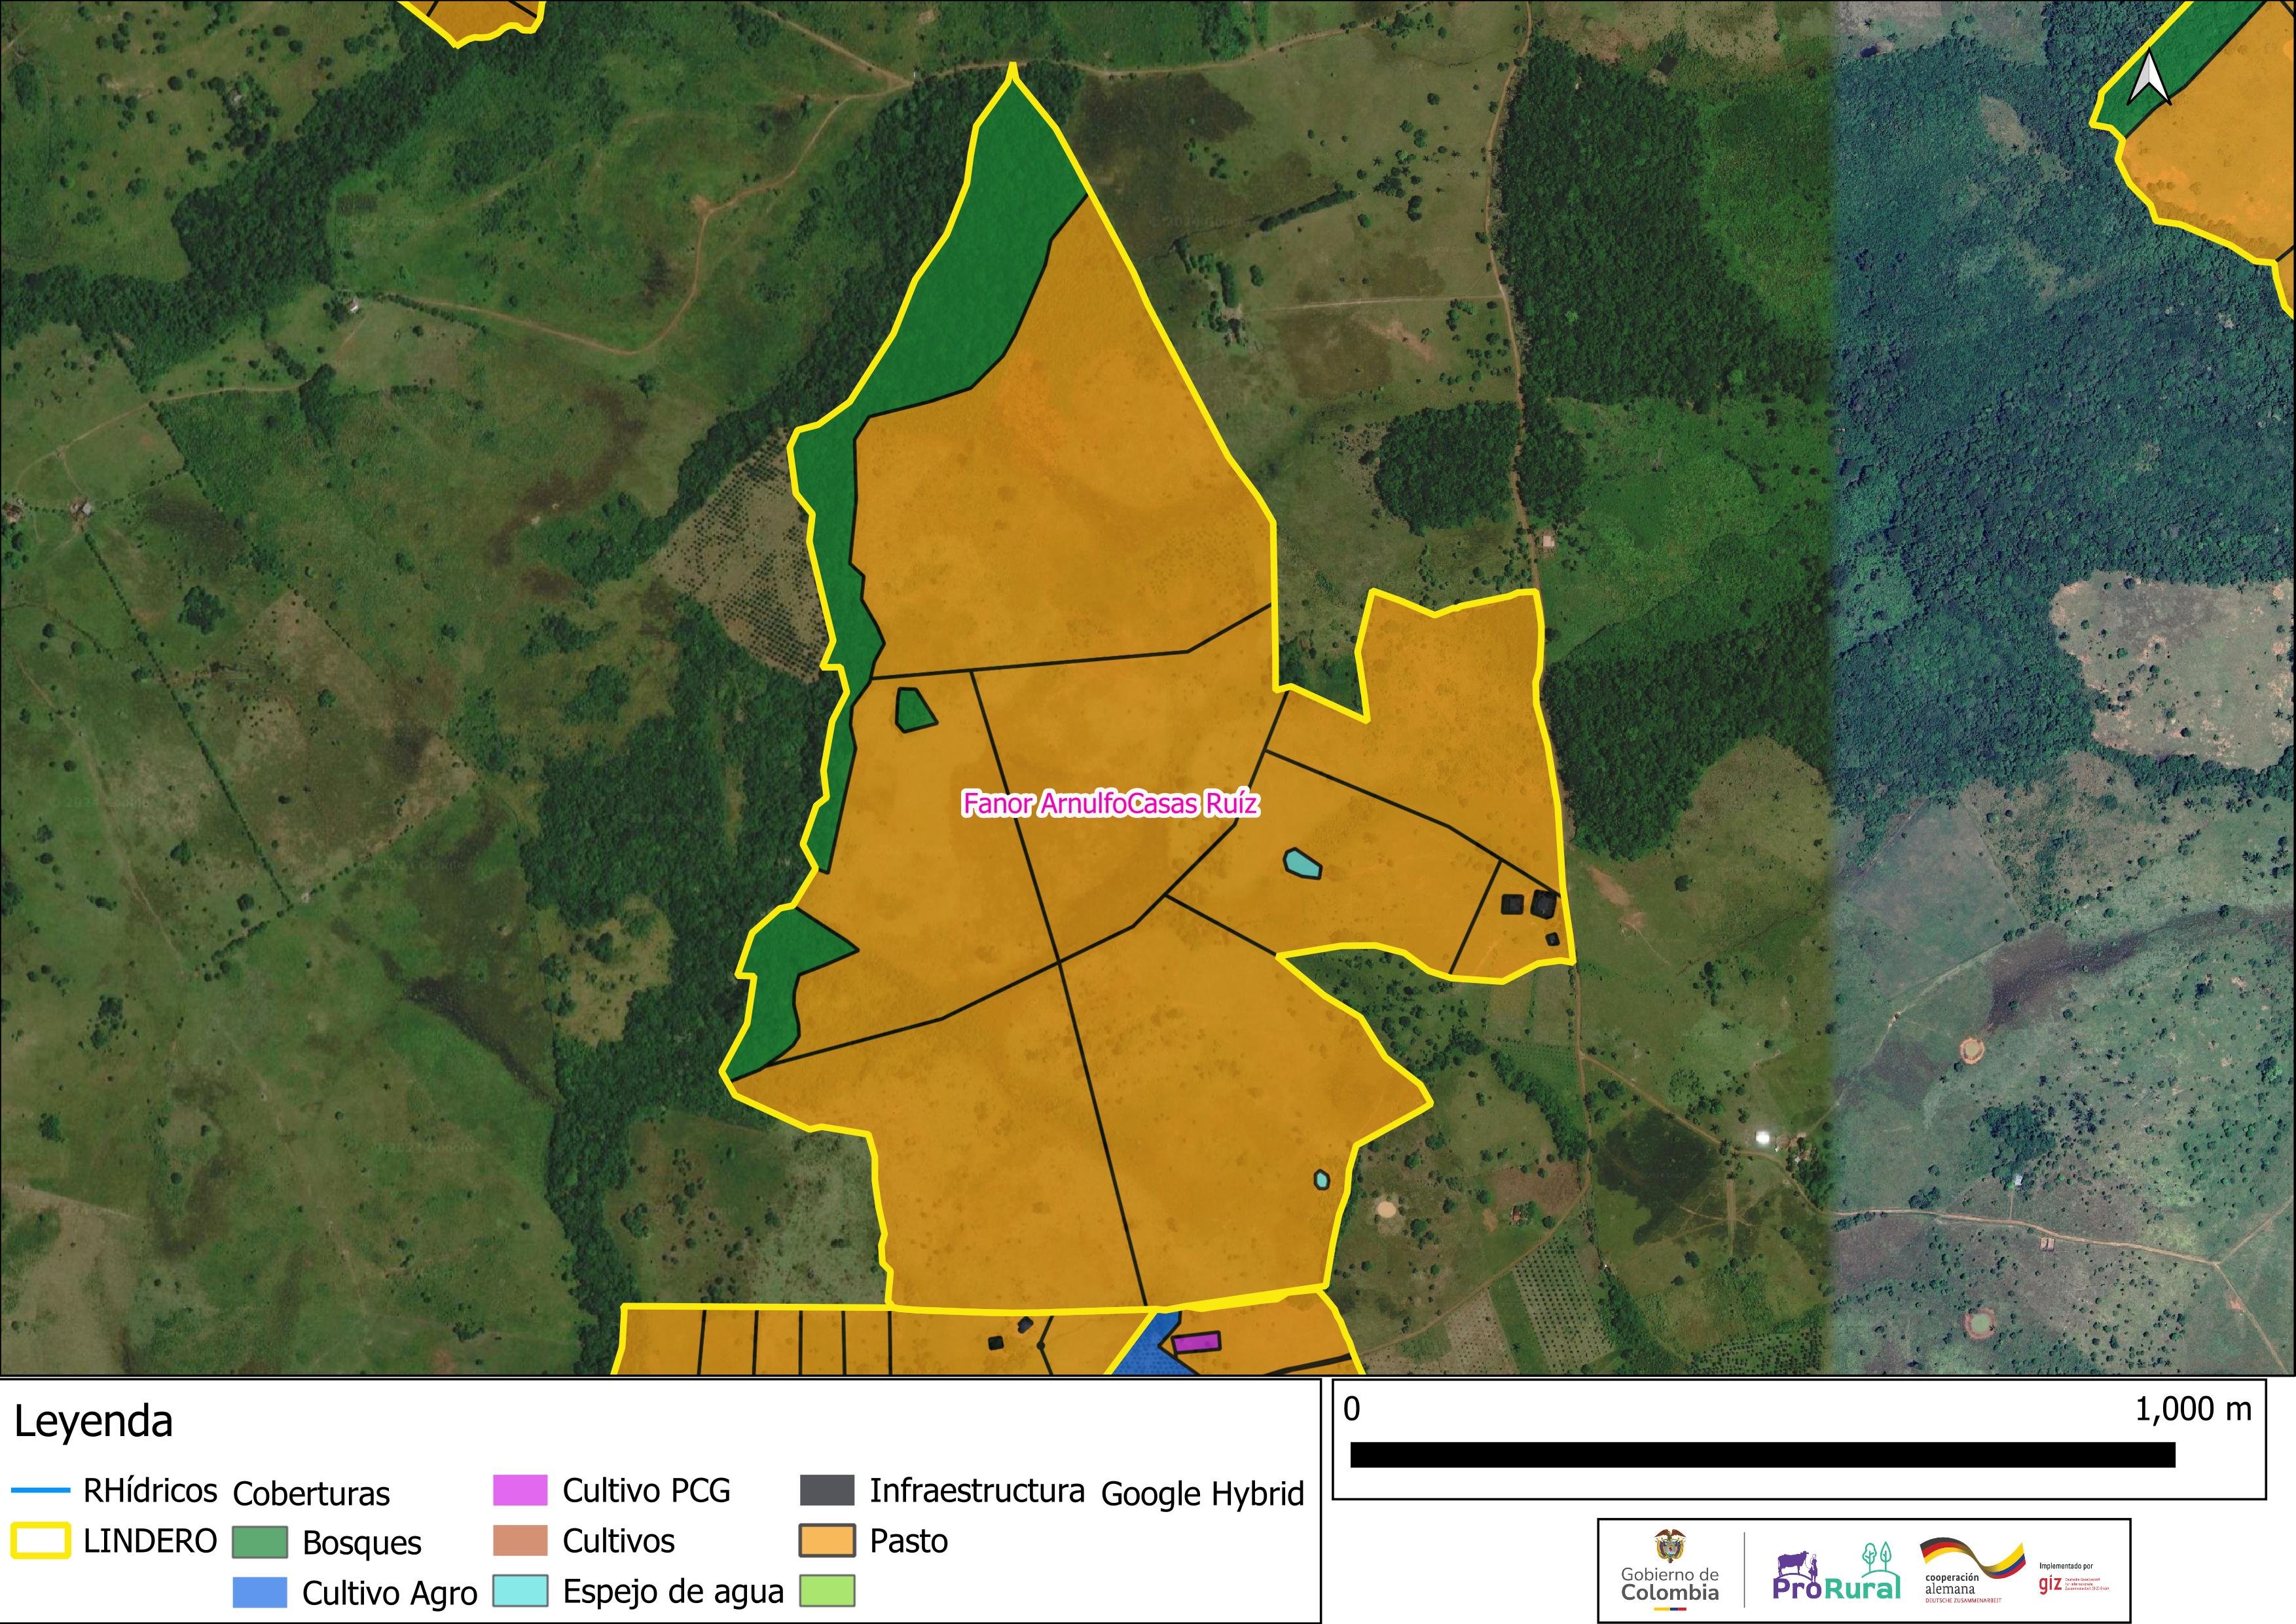 Fanor ArnulfoCasas Ruíz
Leyenda
RHídricos
LINDERO
Coberturas
Bosques
Cultivo Agro
Cultivo PCG
Cultivos
Espejo de agua
Infraestructura
Pasto
Google Hybrid
0 1,000 m
Gobierno de
Colombia
ProRural
cooperación
alemana
DEUTSCHE ZUSAMMENARBEIT
Implementado por
giz